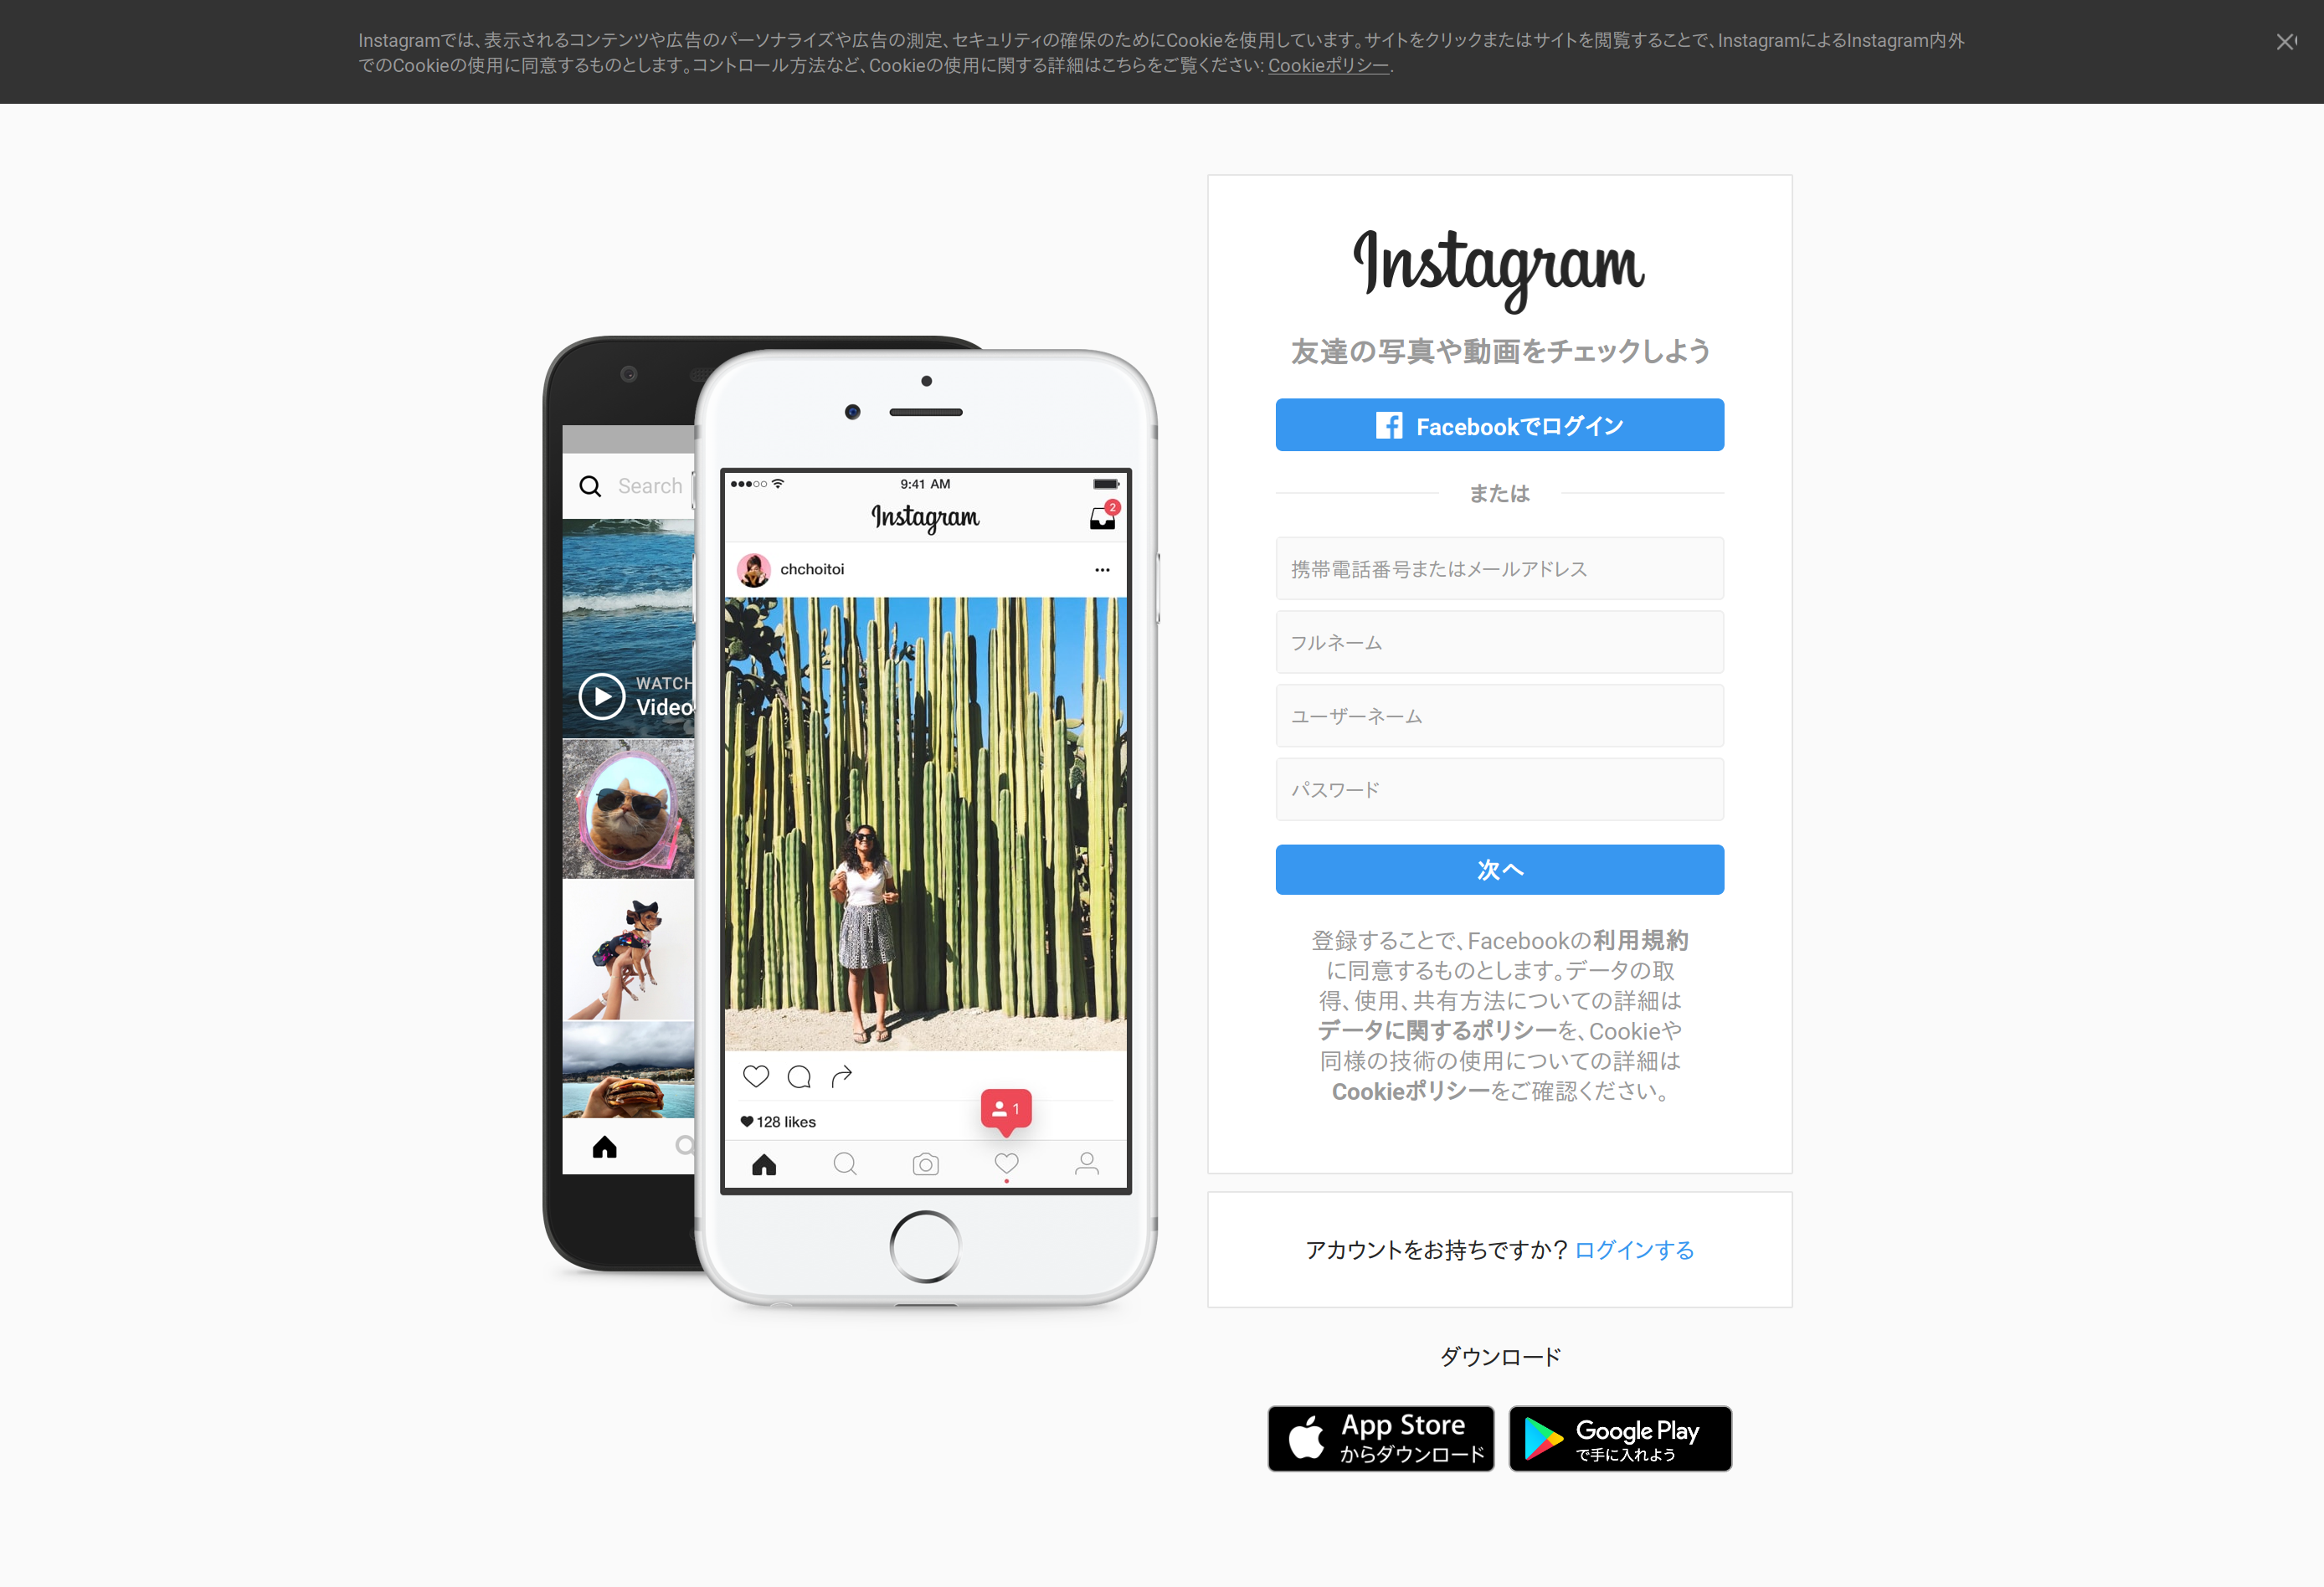 Instagramでは、表示されるコンテンツや広告のパーソナライズや広告の測定、セキュリティの確保のためにCookieを使用しています。サイトをクリックまたはサイトを閲覧することで、InstagramによるInstagram内外
でのCookieの使用に同意するものとします。コントロール方法など、Cookieの使用に関する詳細はこちらをご覧ください: Cookieポリシー.
Search
WATCH
Video
9:41 AM
Instagram
2
chchoitoi
1
128 likes
Instagram
友達の写真や動画をチェックしよう
Facebookでログイン
または
携帯電話番号またはメールアドレス
フルネーム
ユーザーネーム
パスワード
次へ
登録することで、Facebookの利用規約
に同意するものとします。データの取
得、使用、共有方法についての詳細は
データに関するポリシーを、Cookieや
同様の技術の使用についての詳細は
Cookieポリシーをご確認ください。
アカウントをお持ちですか? ログインする
ダウンロード
App Store
からダウンロード
Google Play
で手に入れよう